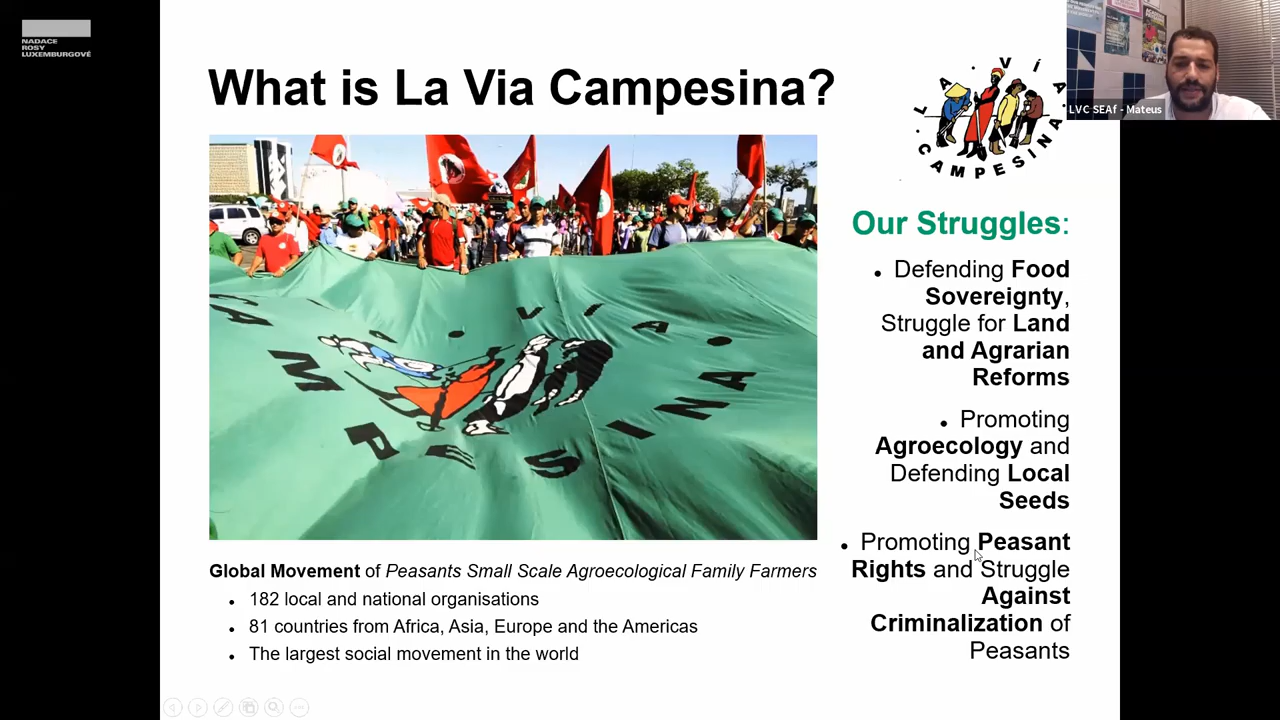 NADACE
ROSY
LUXEMBURGOVÉ
What is La Via Campesina?
LA · VÍA · CAMPESINA ·
LVC SEAf - Mateus
· VIA · CAMPESINA
Our Struggles:
• Defending Food
Sovereignty,
Struggle for Land
and Agrarian
Reforms
• Promoting
Agroecology and
Defending Local
Seeds
• Promoting Peasant
Rights and Struggle
Against
Criminalization of
Peasants
Global Movement of Peasants Small Scale Agroecological Family Farmers
• 182 local and national organisations
• 81 countries from Africa, Asia, Europe and the Americas
• The largest social movement in the world